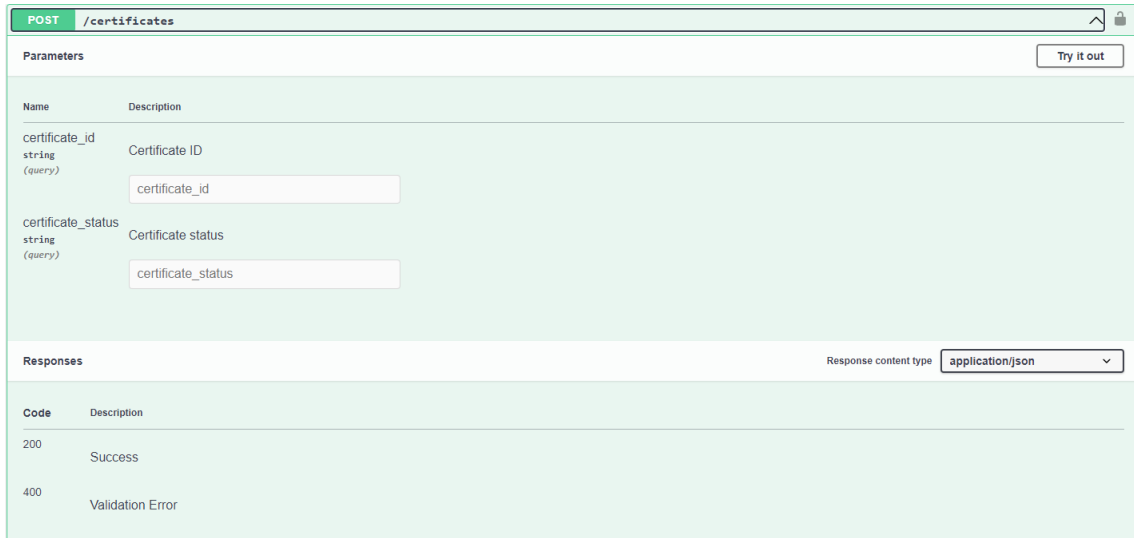 POST /certificates
Parameters
Try it out
Name Description
certificate_id
string
(query)
Certificate ID
certificate_id
certificate_status
string
(query)
Certificate status
certificate_status
Responses
Response content type application/json
Code Description
200
Success
400
Validation Error